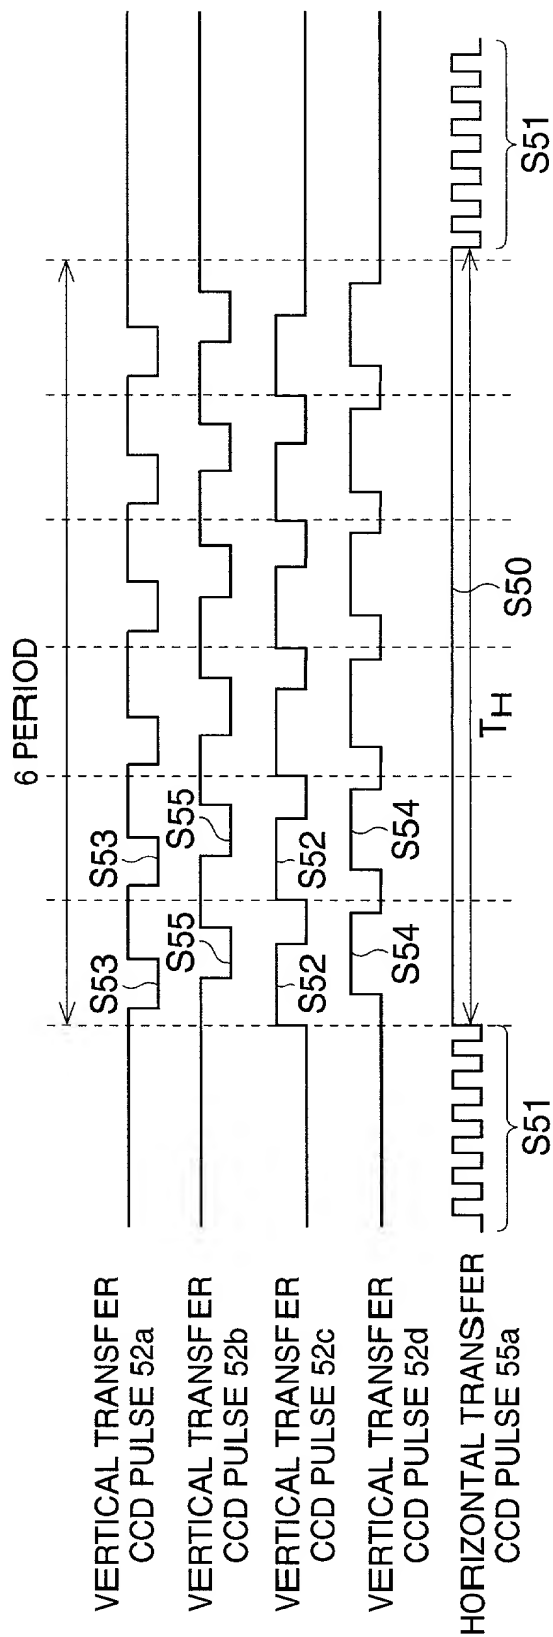 6 PERIOD
VERTICAL TRANSFER
CCD PULSE 52a
S53
S53
VERTICAL TRANSFER
CCD PULSE 52b
S55
S55
VERTICAL TRANSFER
CCD PULSE 52c
S52
S52
VERTICAL TRANSFER
CCD PULSE 52d
S54
S54
HORIZONTAL TRANSFER
CCD PULSE 55a
S51
TH
S50
S51